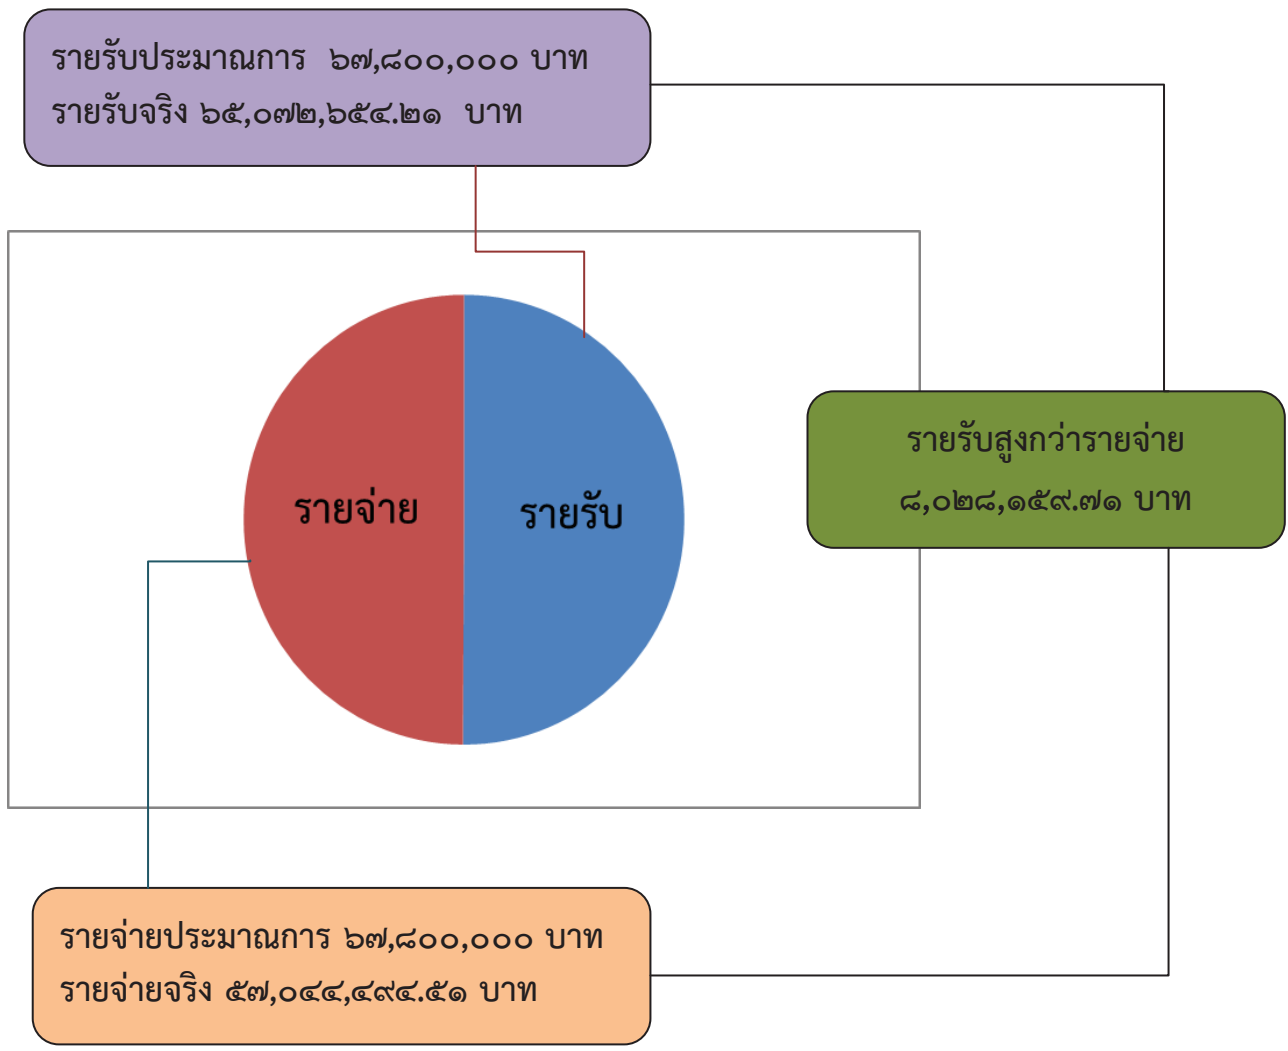 รายรับประมาณการ ๖๗,๘๐๐,๐๐๐ บาท
รายรับจริง ๖๕,๐๗๒,๖๕๔.๒๑ บาท
รายจ่าย
รายรับ
รายรับสูงกว่ารายจ่าย
๘,๐๒๘,๑๕๙.๗๑ บาท
รายจ่ายประมาณการ ๖๗,๘๐๐,๐๐๐ บาท
รายจ่ายจริง ๕๗,๐๔๔,๔๙๔.๕๑ บาท